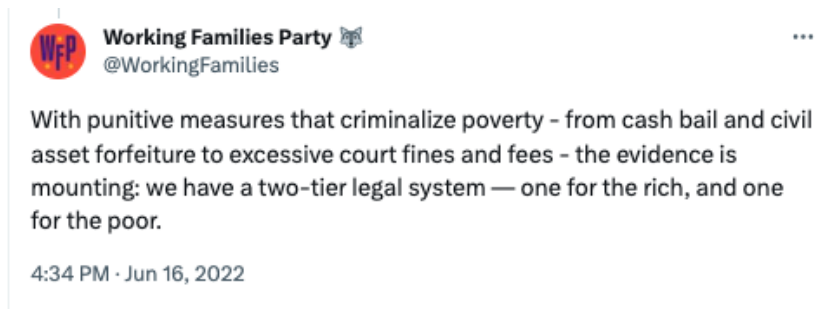 WFP
Working Families Party 🐺
@WorkingFamilies
With punitive measures that criminalize poverty - from cash bail and civil
asset forfeiture to excessive court fines and fees - the evidence is
mounting: we have a two-tier legal system — one for the rich, and one
for the poor.
4:34 PM · Jun 16, 2022